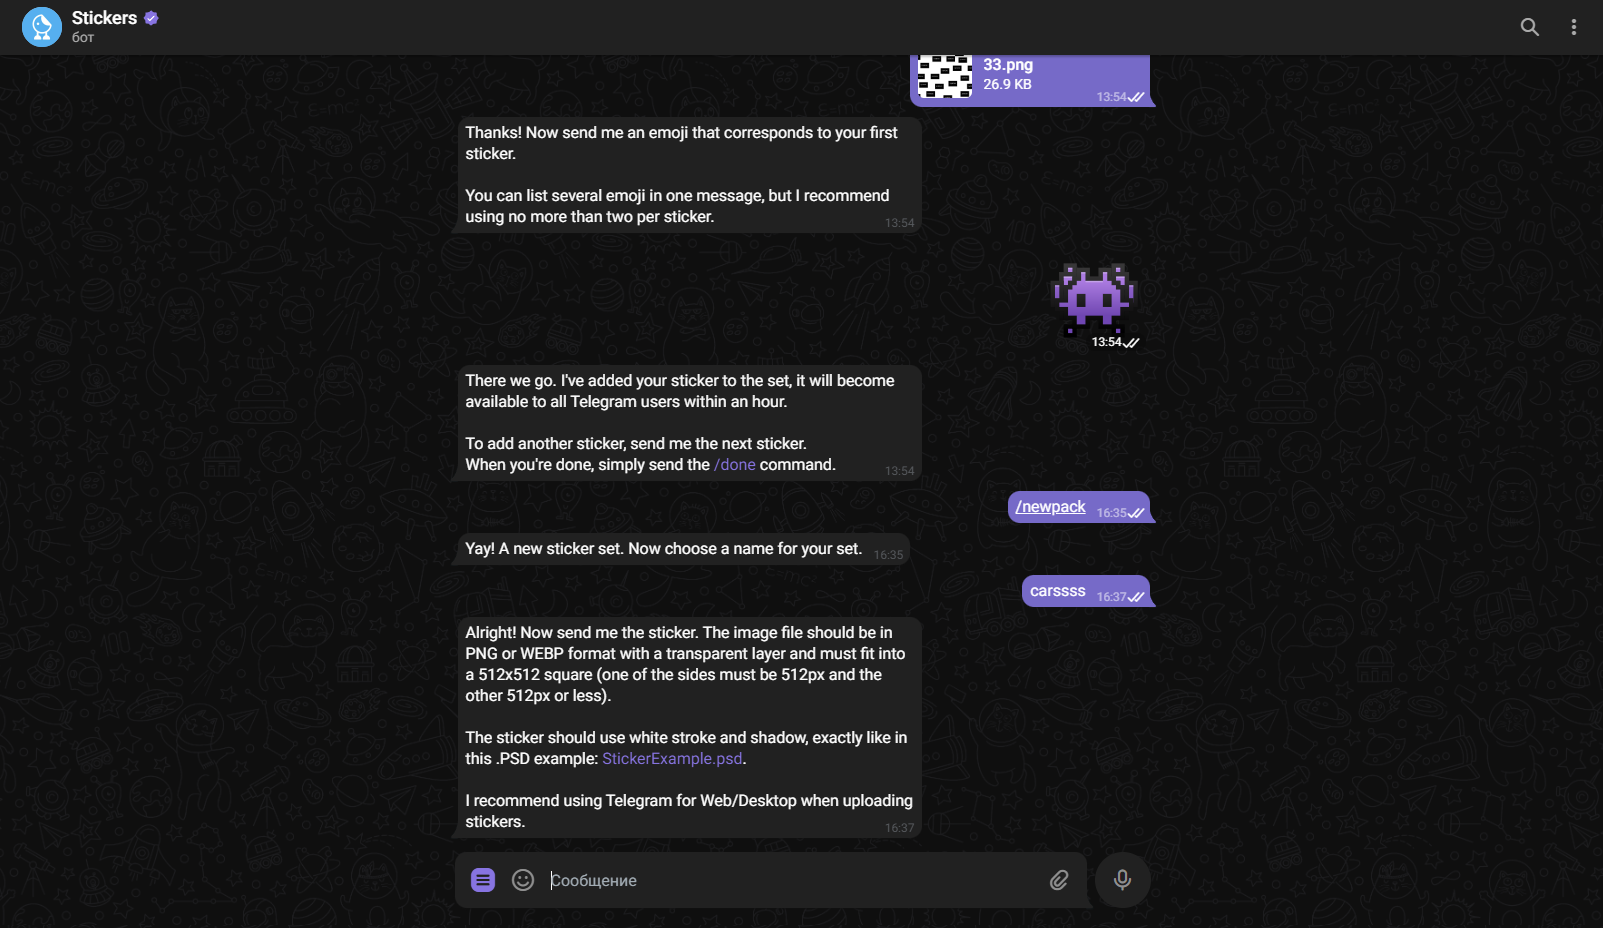 Stickers
бот
33.png
26.9 KB
13:54
Thanks! Now send me an emoji that corresponds to your first
sticker.
You can list several emoji in one message, but I recommend
using no more than two per sticker.
13:54
13:54
There we go. I've added your sticker to the set, it will become
available to all Telegram users within an hour.
To add another sticker, send me the next sticker.
When you're done, simply send the /done command.
13:54
/newpack 16:35
Yay! A new sticker set. Now choose a name for your set. 16:35
carssss 16:37
Alright! Now send me the sticker. The image file should be in
PNG or WEBP format with a transparent layer and must fit into
a 512x512 square (one of the sides must be 512px and the
other 512px or less).
The sticker should use white stroke and shadow, exactly like in
this .PSD example: StickerExample.psd.
I recommend using Telegram for Web/Desktop when uploading
stickers.
16:37
Сообщение